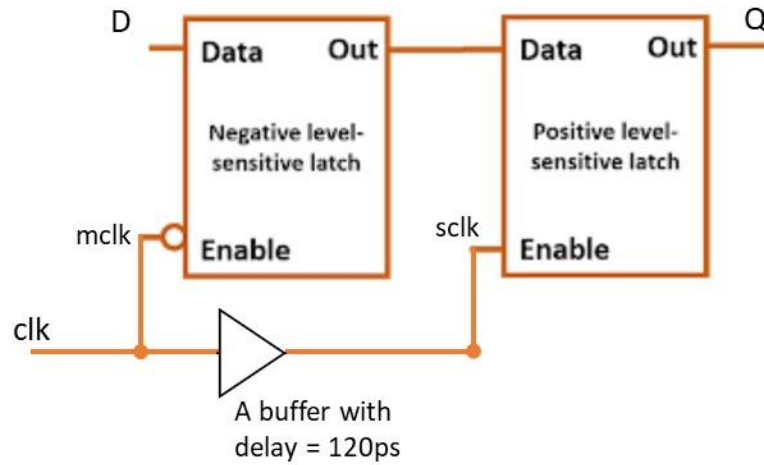 D
Q
Data Out
Data Out
Negative level-
sensitive latch
Positive level-
sensitive latch
mclk
Enable
sclk
Enable
clk
A buffer with
delay = 120ps